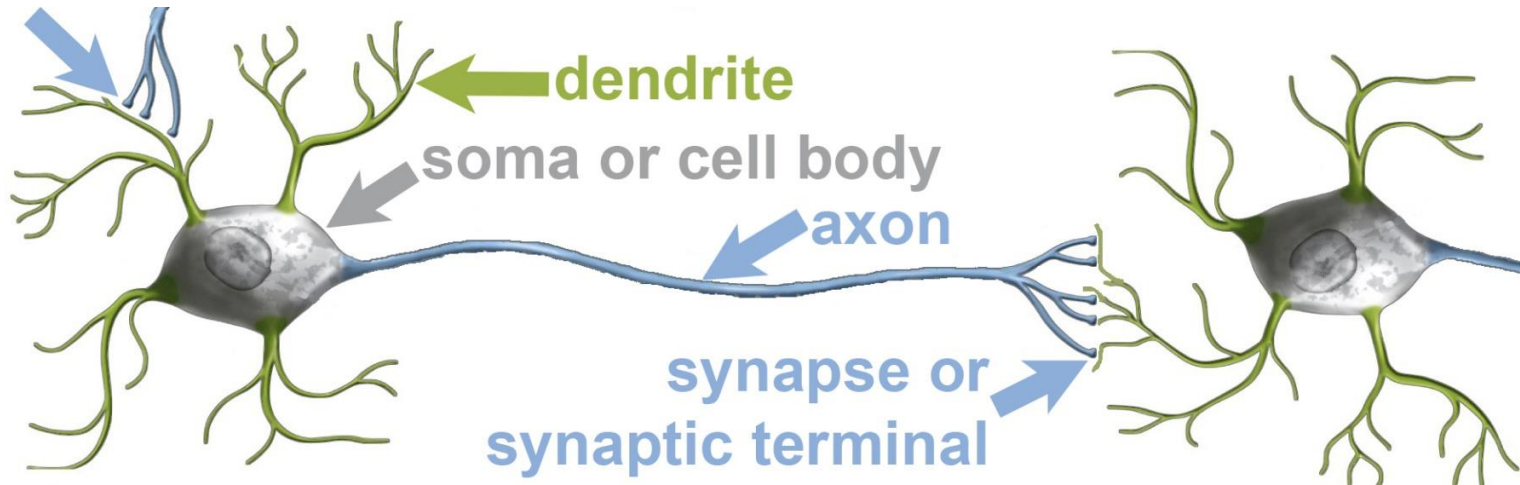 dendrite
soma or cell body
axon
synapse or
synaptic terminal